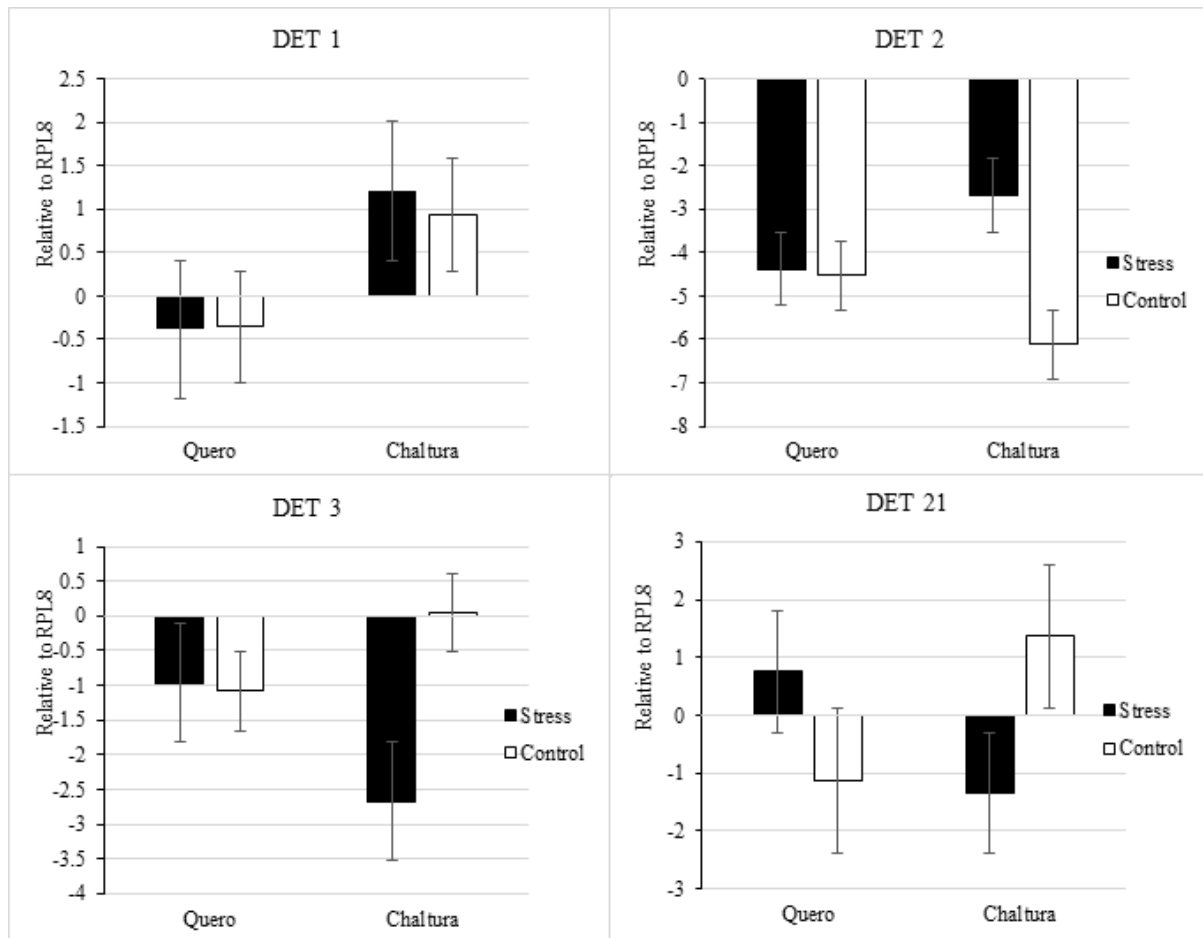 DET 1
Relative to RPL8
2.5
2
1.5
1
0.5
0
-0.5
-1
-1.5
Quero
Chaltura
DET 2
Relative to RPL8
0
-1
-2
-3
-4
-5
-6
-7
-8
Quero
Chaltura
Stress
Control
DET 3
Relative to RPL8
1
0.5
0
-0.5
-1
-1.5
-2
-2.5
-3
-3.5
-4
Quero
Chaltura
Stress
Control
DET 21
Relative to RPL8
3
2
1
0
-1
-2
-3
Quero
Chaltura
Stress
Control